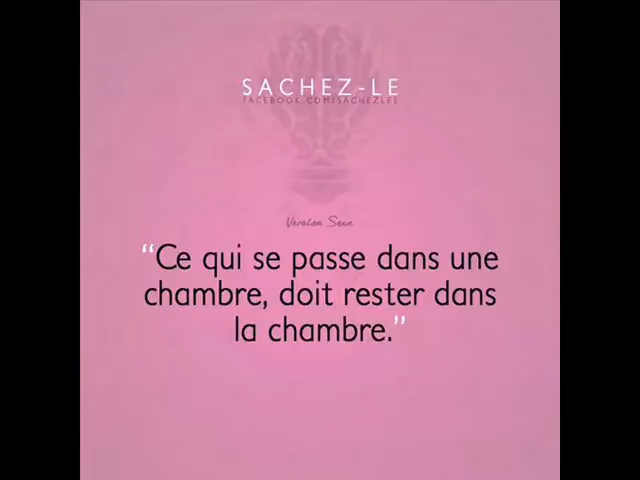 SACHEZ-LE
FACEBOOK.COM/SACHEZLEE
Version Sexe
“Ce qui se passe dans une
chambre, doit rester dans
la chambre.”